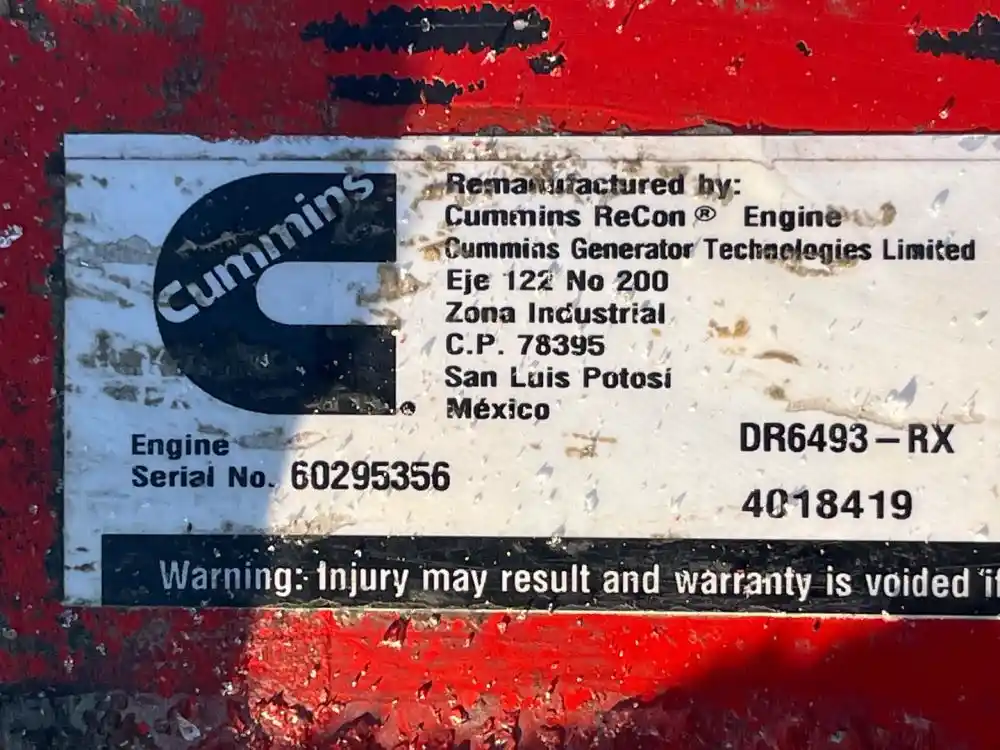 Cummins
Remanufactured by:
Cummins ReCon® Engine
Cummins Generator Technologies Limited
Eje 122 No 200
Zona Industrial
C.P. 78395
San Luis Potosí
México
Engine
Serial No. 60295356
DR6493-RX
4018419
Warning: Injury may result and warranty is voided if